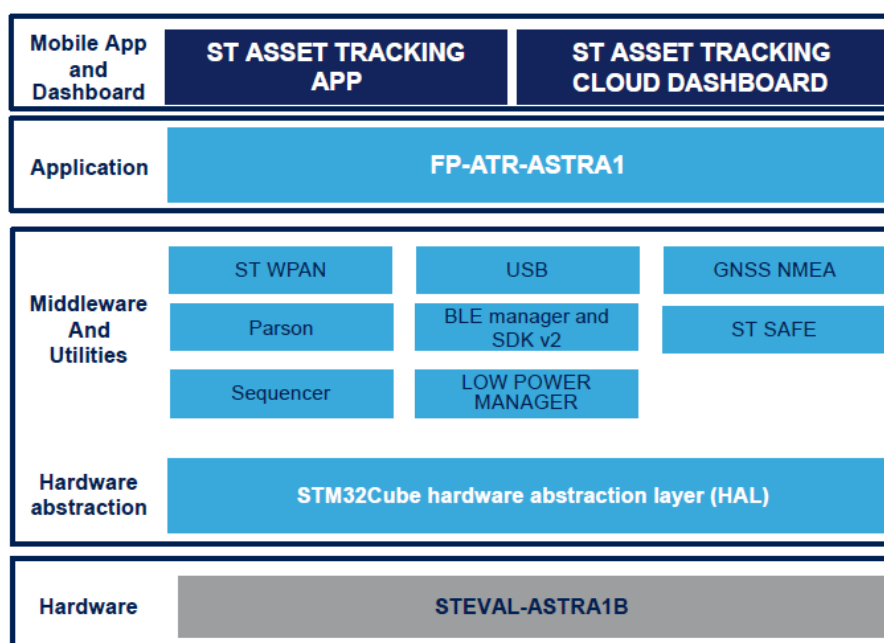 Mobile App
and
Dashboard
ST ASSET TRACKING
APP
ST ASSET TRACKING
CLOUD DASHBOARD
Application
FP-ATR-ASTRA1
Middleware
And
Utilities
ST WPAN
USB
GNSS NMEA
Parson
BLE manager and
SDK v2
ST SAFE
Sequencer
LOW POWER
MANAGER
Hardware
abstraction
STM32Cube hardware abstraction layer (HAL)
Hardware
STEVAL-ASTRA1B